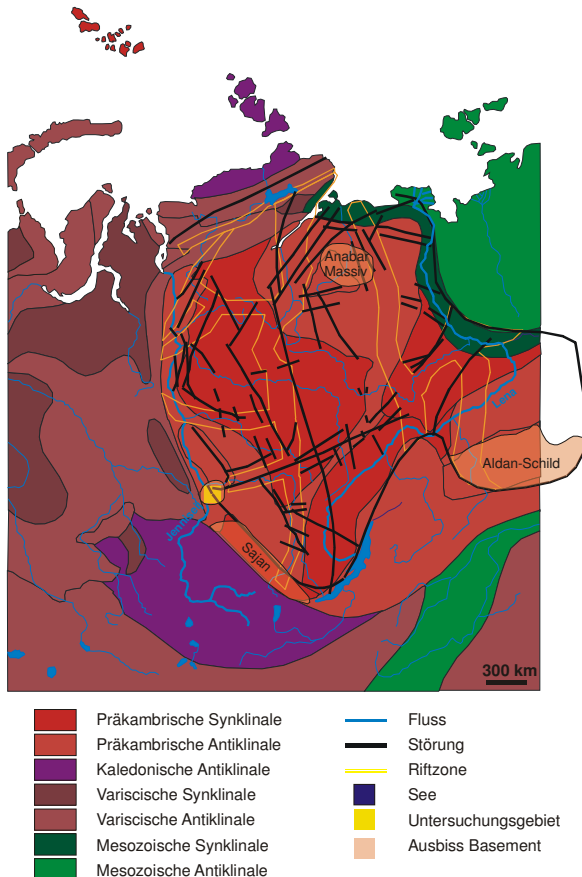 Anabar
Massiv
Lena
Aldan-Schild
Jennisej
Sajan
300 km
Präkambrische Synklinale
Präkambrische Antiklinale
Kaledonische Antiklinale
Variscische Synklinale
Variscische Antiklinale
Mesozoische Synklinale
Mesozoische Antiklinale
Fluss
Störung
Riftzone
See
Untersuchungsgebiet
Ausbiss Basement